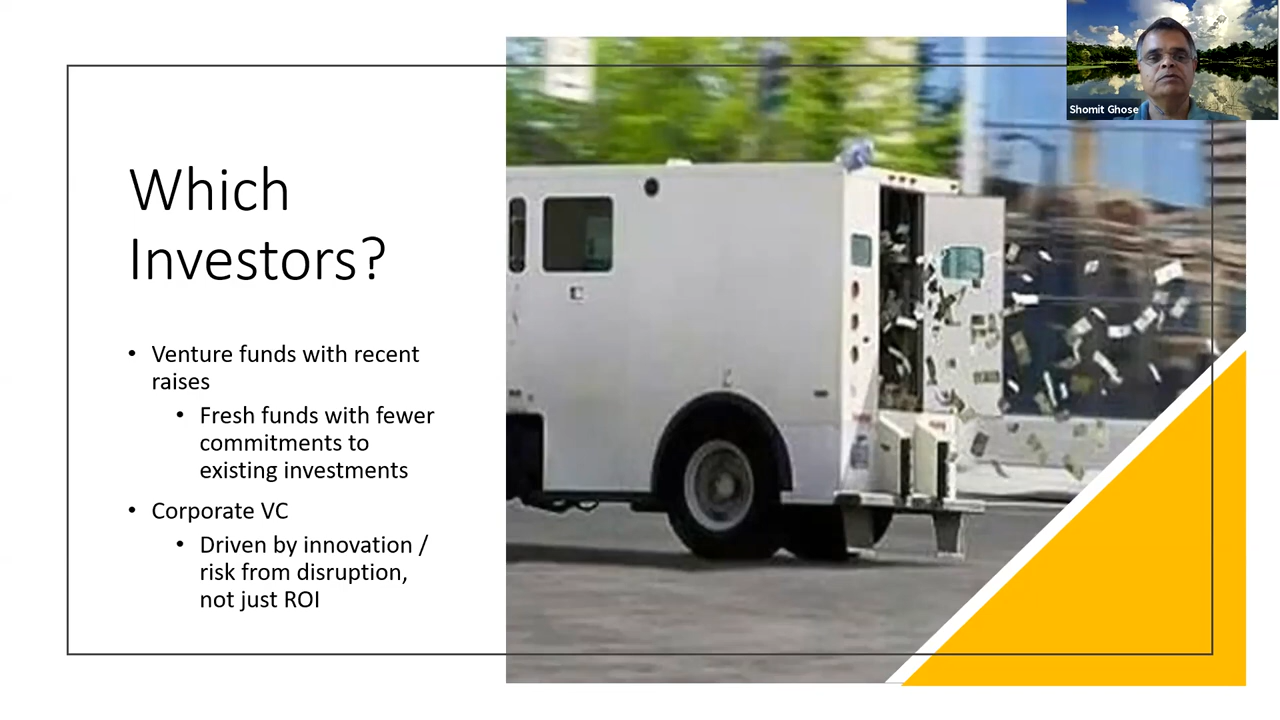 Which
Investors?
• Venture funds with recent
raises
• Fresh funds with fewer
commitments to
existing investments
• Corporate VC
• Driven by innovation /
risk from disruption,
not just ROI
Shomit Ghose